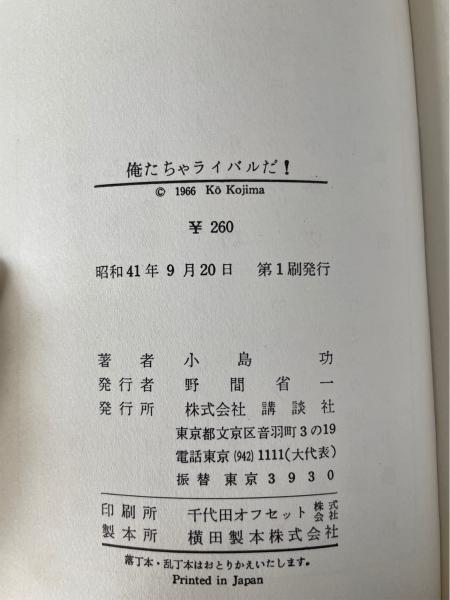 俺たちゃライバルだ!
© 1966 Kō Kojima
¥ 260
昭和41年9月20日 第1刷発行
著者 小島功
発行者 野間省一
発行所 株式会社 講談社
東京都文京区音羽町3の19
電話東京(942)1111(大代表)
振替 東京3930
印刷所 千代田オフセット株式会社
製本所 横田製本株式会社
落丁本・乱丁本はおとりかえいたします。
Printed in Japan